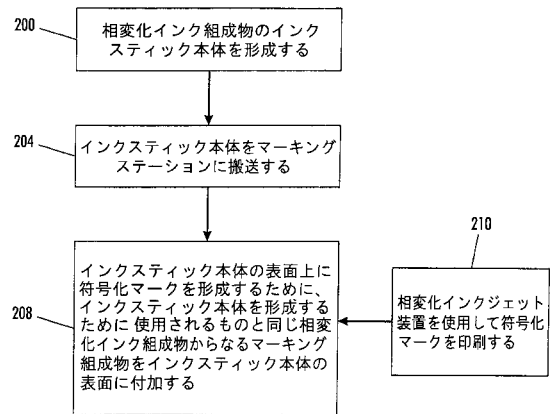 200
相変化インク組成物のインク
スティック本体を形成する
204
インクスティック本体をマーキング
ステーションに搬送する
208
インクスティック本体の表面上に
符号化マークを形成するために、
インクスティック本体を形成する
ために 使用されるものと同じ相変
化インク組成物からなるマーキング
組成物をインクスティック本体の
表面に付加する
210
相変化インクジェット
装置を使用して符号化
マークを印刷する